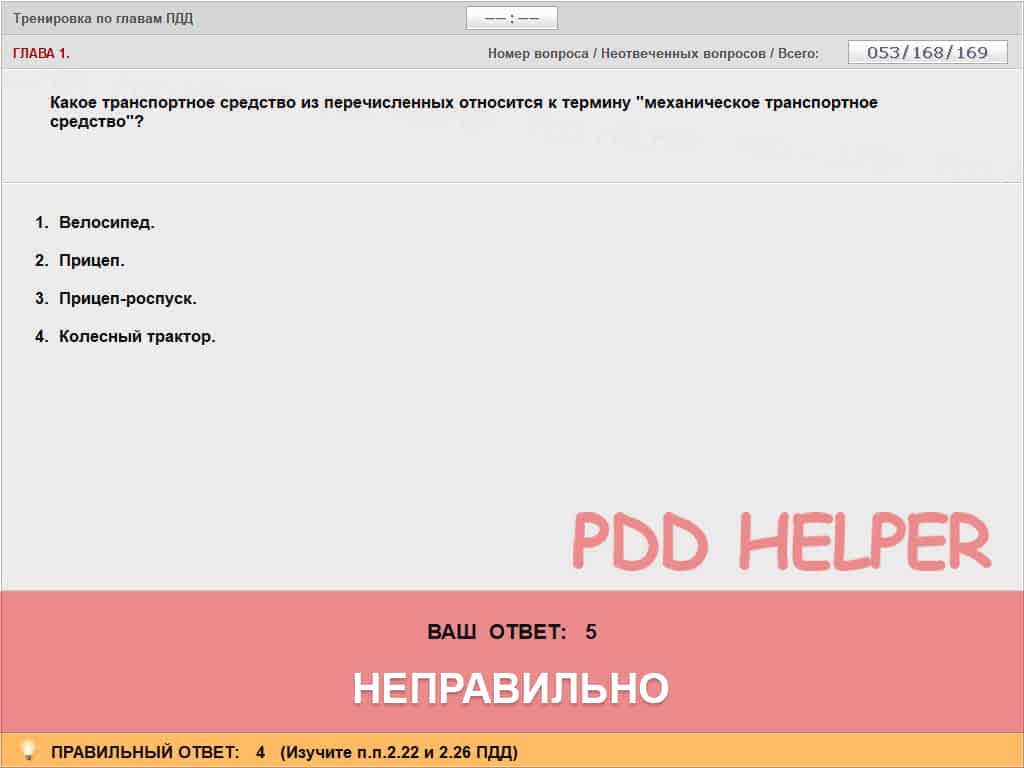 Тренировка по главам ПДД
—— : ——
ГЛАВА 1.
Номер вопроса / Неотвеченных вопросов / Всего: 053/168/169
Какое транспортное средство из перечисленных относится к термину "механическое транспортное
средство"?
1. Велосипед.
2. Прицеп.
3. Прицеп-роспуск.
4. Колесный трактор.
PDD HELPER
ВАШ ОТВЕТ: 5
НЕПРАВИЛЬНО
ПРАВИЛЬНЫЙ ОТВЕТ: 4 (Изучите п.п.2.22 и 2.26 ПДД)